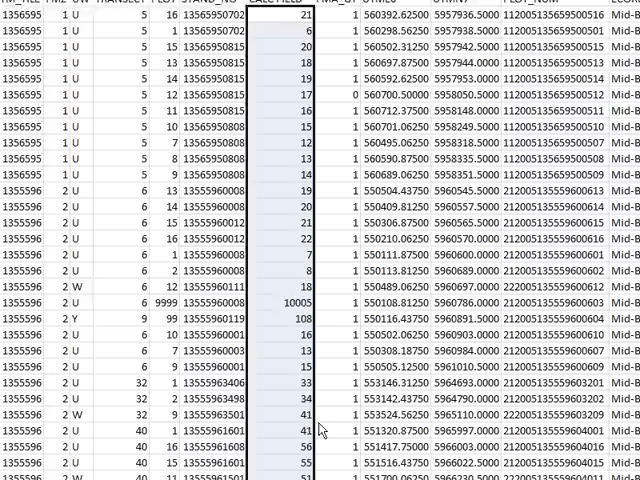 1356595 1 U 5 16 13565950702 21 1 560392.62500 5957936.5000 112005135659500516 Mid-B
1356595 1 U 5 1 13565950702 6 1 560298.56250 5957938.5000 112005135659500501 Mid-B
1356595 1 U 5 15 13565950815 20 1 560502.31250 5957942.5000 112005135659500515 Mid-B
1356595 1 U 5 13 13565950815 18 1 560697.87500 5957944.0000 112005135659500513 Mid-B
1356595 1 U 5 14 13565950815 19 1 560592.62500 5957953.0000 112005135659500514 Mid-B
1356595 1 U 5 12 13565950815 17 0 560700.50000 5958050.5000 112005135659500512 Mid-B
1356595 1 U 5 11 13565950815 16 1 560712.37500 5958148.0000 112005135659500511 Mid-B
1356595 1 U 5 10 13565950808 15 1 560701.06250 5958249.5000 112005135659500510 Mid-B
1356595 1 U 5 7 13565950808 12 1 560495.06250 5958318.5000 112005135659500507 Mid-B
1356595 1 U 5 8 13565950808 13 1 560590.87500 5958335.5000 112005135659500508 Mid-B
1356595 1 U 5 9 13565950808 14 1 560689.06250 5958351.5000 112005135659500509 Mid-B
1355596 2 U 6 13 13555960008 19 1 550504.43750 5960545.5000 212005135559600613 Mid-B
1355596 2 U 6 14 13555960008 20 1 550409.81250 5960557.5000 212005135559600614 Mid-B
1355596 2 U 6 15 13555960012 21 1 550306.87500 5960565.5000 212005135559600615 Mid-B
1355596 2 U 6 16 13555960012 22 1 550210.06250 5960570.0000 212005135559600616 Mid-B
1355596 2 U 6 1 13555960008 7 1 550111.87500 5960600.0000 212005135559600601 Mid-B
1355596 2 U 6 2 13555960008 8 1 550113.81250 5960689.0000 212005135559600602 Mid-B
1355596 2 W 6 12 13555960111 18 1 550489.06250 5960697.0000 222005135559600612 Mid-B
1355596 2 U 6 9999 13555960008 10005 1 550108.81250 5960786.0000 212005135559600603 Mid-B
1355596 2 Y 9 99 13555960119 108 1 550116.43750 5960891.5000 212005135559600604 Mid-B
1355596 2 U 6 10 13555960001 16 1 550502.06250 5960903.0000 212005135559600610 Mid-B
1355596 2 U 6 7 13555960003 13 1 550308.18750 5960984.0000 212005135559600607 Mid-B
1355596 2 U 6 9 13555960001 15 1 550505.12500 5961010.5000 212005135559600609 Mid-B
1355596 2 U 32 1 13555963406 33 1 553146.31250 5964693.0000 212005135559603201 Mid-B
1355596 2 U 32 2 13555963498 34 1 553142.43750 5964790.0000 212005135559603202 Mid-B
1355596 2 W 32 9 13555963501 41 1 553524.56250 5965110.0000 222005135559603209 Mid-B
1355596 2 U 40 1 13555961601 41 1 551320.87500 5965997.0000 212005135559604001 Mid-B
1355596 2 U 40 16 13555961608 56 1 551417.75000 5966003.0000 212005135559604016 Mid-B
1355596 2 U 40 15 13555961601 55 1 551516.43750 5966022.5000 212005135559604015 Mid-B
1355596 2 W 40 11 13555961501 51 1 551700.06250 5966230.5000 222005135559604011 Mid-B